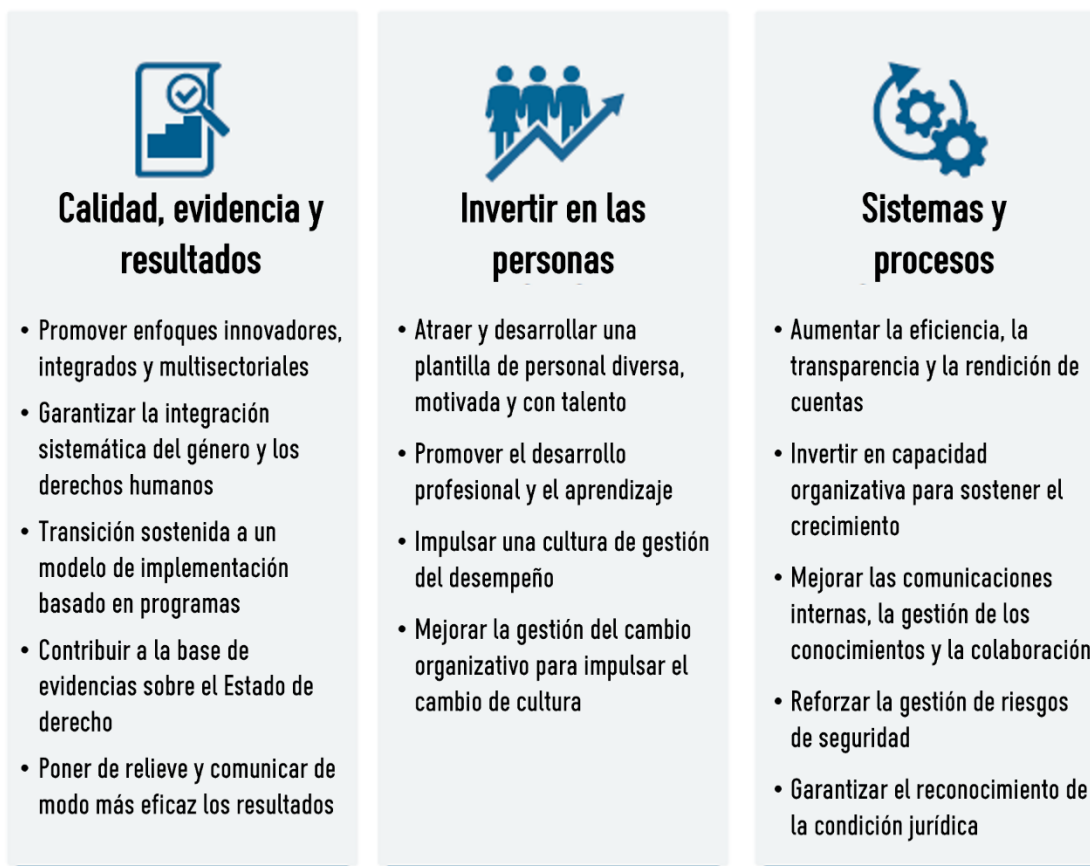 Calidad, evidencia y
resultados
• Promover enfoques innovadores,
integrados y multisectoriales
• Garantizar la integración
sistemática del género y los
derechos humanos
• Transición sostenida a un
modelo de implementación
basado en programas
• Contribuir a la base de
evidencias sobre el Estado de
derecho
• Poner de relieve y comunicar de
modo más eficaz los resultados
Invertir en las
personas
• Atraer y desarrollar una
plantilla de personal diversa,
motivada y con talento
• Promover el desarrollo
profesional y el aprendizaje
• Impulsar una cultura de gestión
del desempeño
• Mejorar la gestión del cambio
organizativo para impulsar el
cambio de cultura
Sistemas y
procesos
• Aumentar la eficiencia, la
transparencia y la rendición de
cuentas
• Invertir en capacidad
organizativa para sostener el
crecimiento
• Mejorar las comunicaciones
internas, la gestión de los
conocimientos y la colaboración
• Reforzar la gestión de riesgos
de seguridad
• Garantizar el reconocimiento de
la condición jurídica